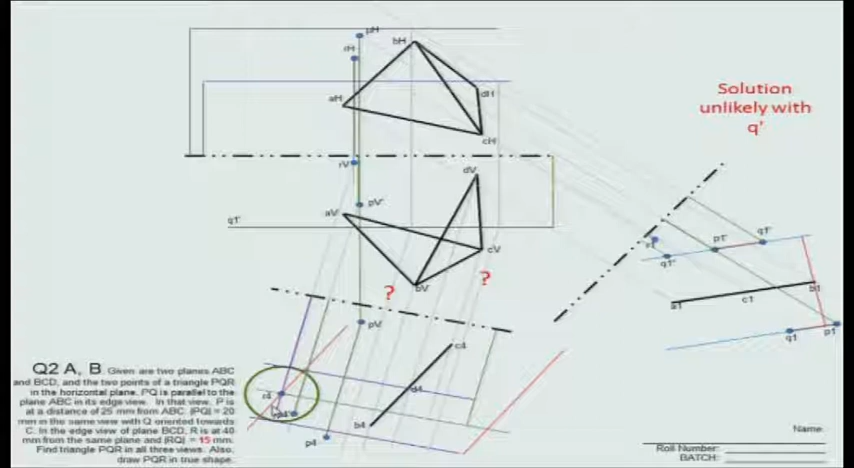 pH
rH
bH
dH
aH
cH
Solution
unlikely with
q'
rV
dV
pV'
aV
q1'
cV
bV
?
?
pV
r1
p1'
q1'
q1'
a1
c1
b1
q1
p1
c4
d4
r4
b4
p4
Q2 A, B. Given are two planes ABC
and BCD, and the two points of a triangle PQR
in the horizontal plane. PQ is parallel to the
plane ABC in its edge view. In that view, P is
at a distance of 25 mm from ABC. |PQ| = 20
mm in the same view with Q oriented towards
C. In the edge view of plane BCD, R is at 40
mm from the same plane and |RQ| = 15 mm.
Find triangle PQR in all three views. Also,
draw PQR in true shape.
Name:
Roll Number:
BATCH: